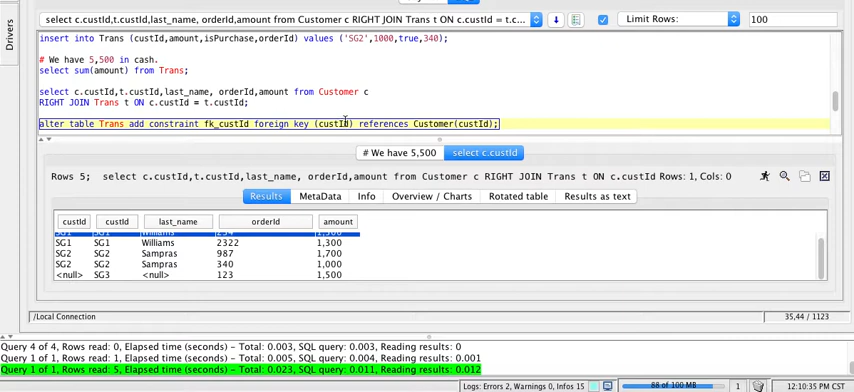 select c.custId,t.custId,last_name, orderId,amount from Customer c RIGHT JOIN Trans t ON c.custId = t.c...
Limit Rows:
100
Drivers
insert into Trans (custId,amount,isPurchase,orderId) values ('SG2',1000,true,340);
# We have 5,500 in cash.
select sum(amount) from Trans;
select c.custId,t.custId,last_name, orderId,amount from Customer c
RIGHT JOIN Trans t ON c.custId = t.custId;
alter table Trans add constraint fk_custId foreign key (custId) references Customer(custId);
# We have 5,500
select c.custId
Rows 5; select c.custId,t.custId,last_name, orderId,amount from Customer c RIGHT JOIN Trans t ON c.custId = t.custId Rows: 1, Cols: 0
Results MetaData Info Overview / Charts Rotated table Results as text
custId custId last_name orderId amount
SG1 SG1 Williams 234 1,300
SG1 SG1 Williams 2322 1,300
SG2 SG2 Sampras 987 1,700
SG2 SG2 Sampras 340 1,000
<null> SG3 <null> 123 1,500
/Local Connection
35,44 / 1123
Query 4 of 4, Rows read: 0, Elapsed time (seconds) - Total: 0.003, SQL query: 0.003, Reading results: 0
Query 1 of 1, Rows read: 1, Elapsed time (seconds) - Total: 0.005, SQL query: 0.004, Reading results: 0.001
Query 1 of 1, Rows read: 5, Elapsed time (seconds) - Total: 0.023, SQL query: 0.011, Reading results: 0.012
Logs: Errors 2, Warnings 0, Infos 15
88 of 100 MB
1
12:10:35 PM CST